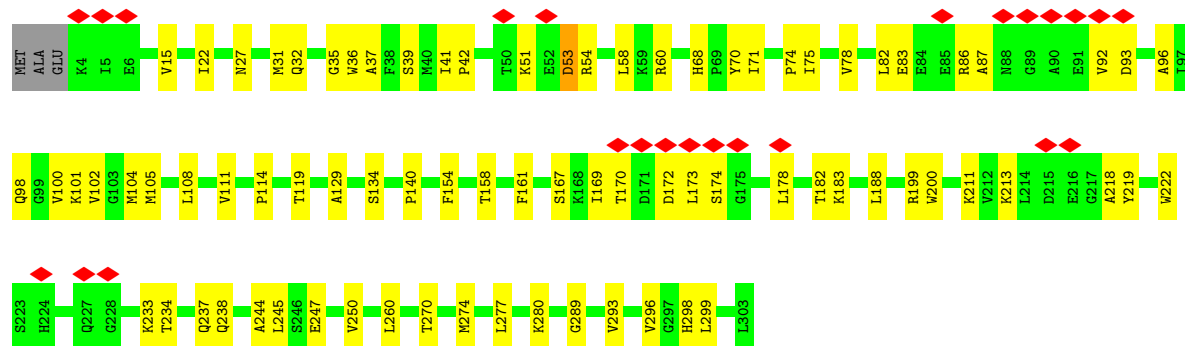 MET ALA GLU K4 I5 E6 V15 I22 N27 M31 Q32 G35 W36 A37 F38 S39 M40 I41 P42 T50 K51 E52 D53 R54 L58 K59 R60 H68 P69 Y70 I71 P74 I75 V78 L82 E83 E84 E85 R86 A87 N88 G89 A90 E91 V92 D93 A96 I97
Q98 G99 V100 K101 V102 G103 M104 M105 L108 V111 P114 T119 A129 S134 P140 F154 T158 F161 S167 K168 I169 T170 D171 D172 L173 S174 G175 L178 T182 K183 L188 R199 W200 K211 V212 K213 L214 D215 E216 G217 A218 Y219 W222
S223 H224 Q227 G228 K233 T234 Q237 Q238 A244 L245 S246 E247 V250 L260 T270 M274 L277 K280 G289 V293 V296 G297 H298 L299 L303